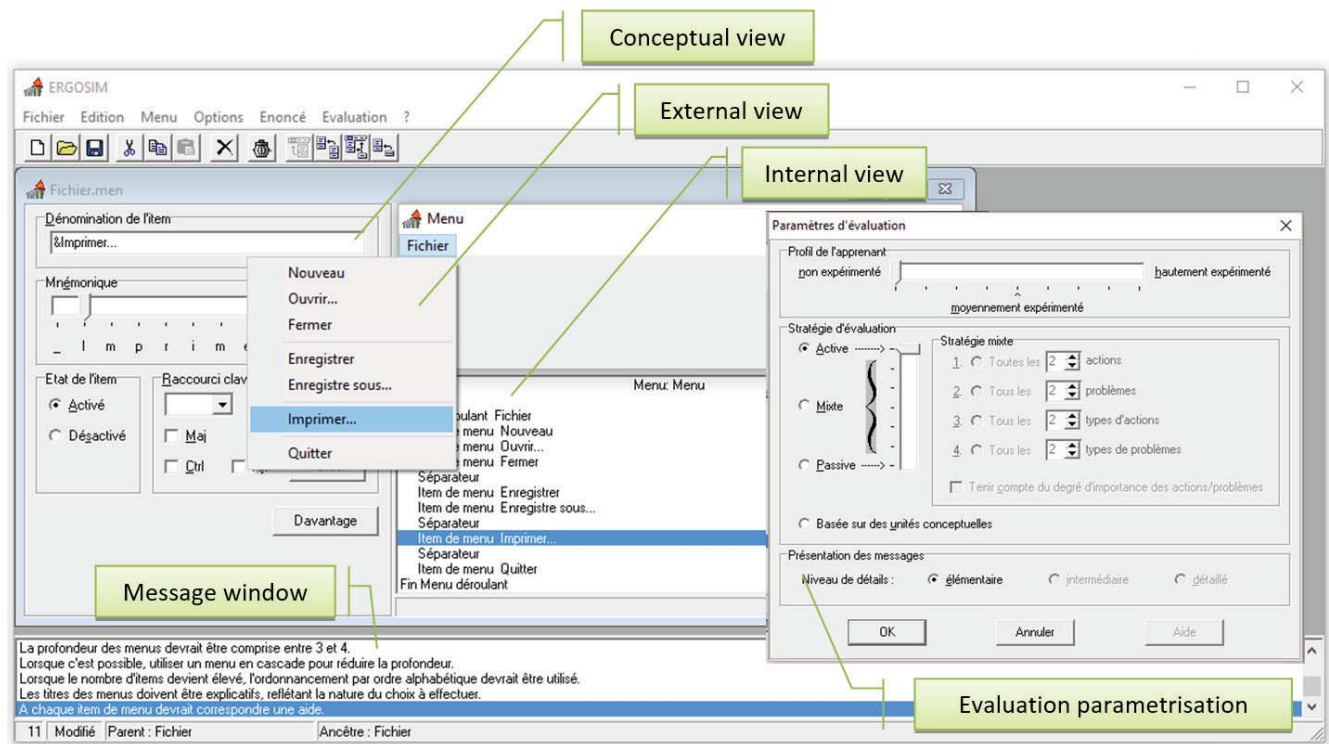 Conceptual view
External view
Internal view
ERGOSIM
Fichier Edition Menu Options Enoncé Evaluation ?
Fichier.men
Dénomination de l'item
&Imprimer...
Mnémonique
_ I m p r i m e
Etat de l'item
Activé
Désactivé
Raccourci clav
Maj
Ctrl
Davantage
Menu
Fichier
Nouveau
Ouvrir...
Fermer
Enregistrer
Enregistre sous...
Imprimer...
Quitter
Menu: Menu
oulant Fichier
menu Nouveau
menu Ouvrir...
menu Fermer
Séparateur
Item de menu Enregistrer
Item de menu Enregistre sous...
Séparateur
Item de menu Imprimer...
Séparateur
Item de menu Quitter
Fin Menu déroulant
Paramètres d'évaluation
Profil de l'apprenant
non expérimenté hautement expérimenté
moyennement expérimenté
Stratégie d'évaluation
Active ------->
Mixte
Passive ----->
Stratégie mixte
1. Toutes les 2 actions
2. Tous les 2 problèmes
3. Tous les 2 types d'actions
4. Tous les 2 types de problèmes
Tenir compte du degré d'importance des actions/problèmes
Basée sur des unités conceptuelles
Présentation des messages
Niveau de détails : élémentaire intermédiaire détaillé
OK Annuler Aide
Message window
La profondeur des menus devrait être comprise entre 3 et 4.
Lorsque c'est possible, utiliser un menu en cascade pour réduire la profondeur.
Lorsque le nombre d'items devient élevé, l'ordonnancement par ordre alphabétique devrait être utilisé.
Les titres des menus doivent être explicatifs, reflétant la nature du choix à effectuer.
A chaque item de menu devrait correspondre une aide.
Evaluation parametrisation
11 Modifié Parent : Fichier Ancêtre : Fichier